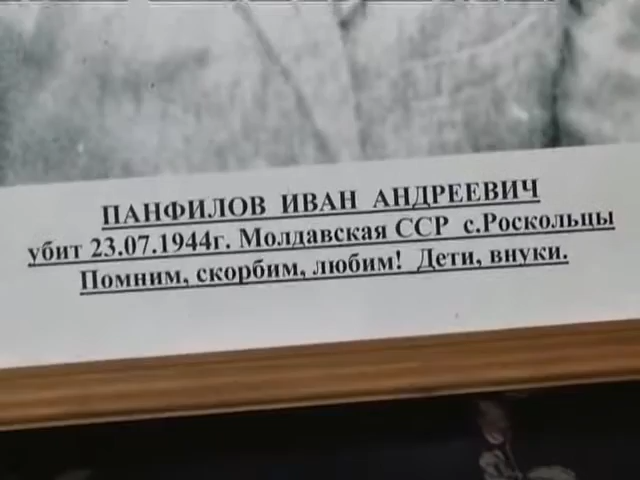 ПАНФИЛОВ ИВАН АНДРЕЕВИЧ
убит 23.07.1944г. Молдавская ССР с.Роскольцы
Помним, скорбим, любим! Дети, внуки.